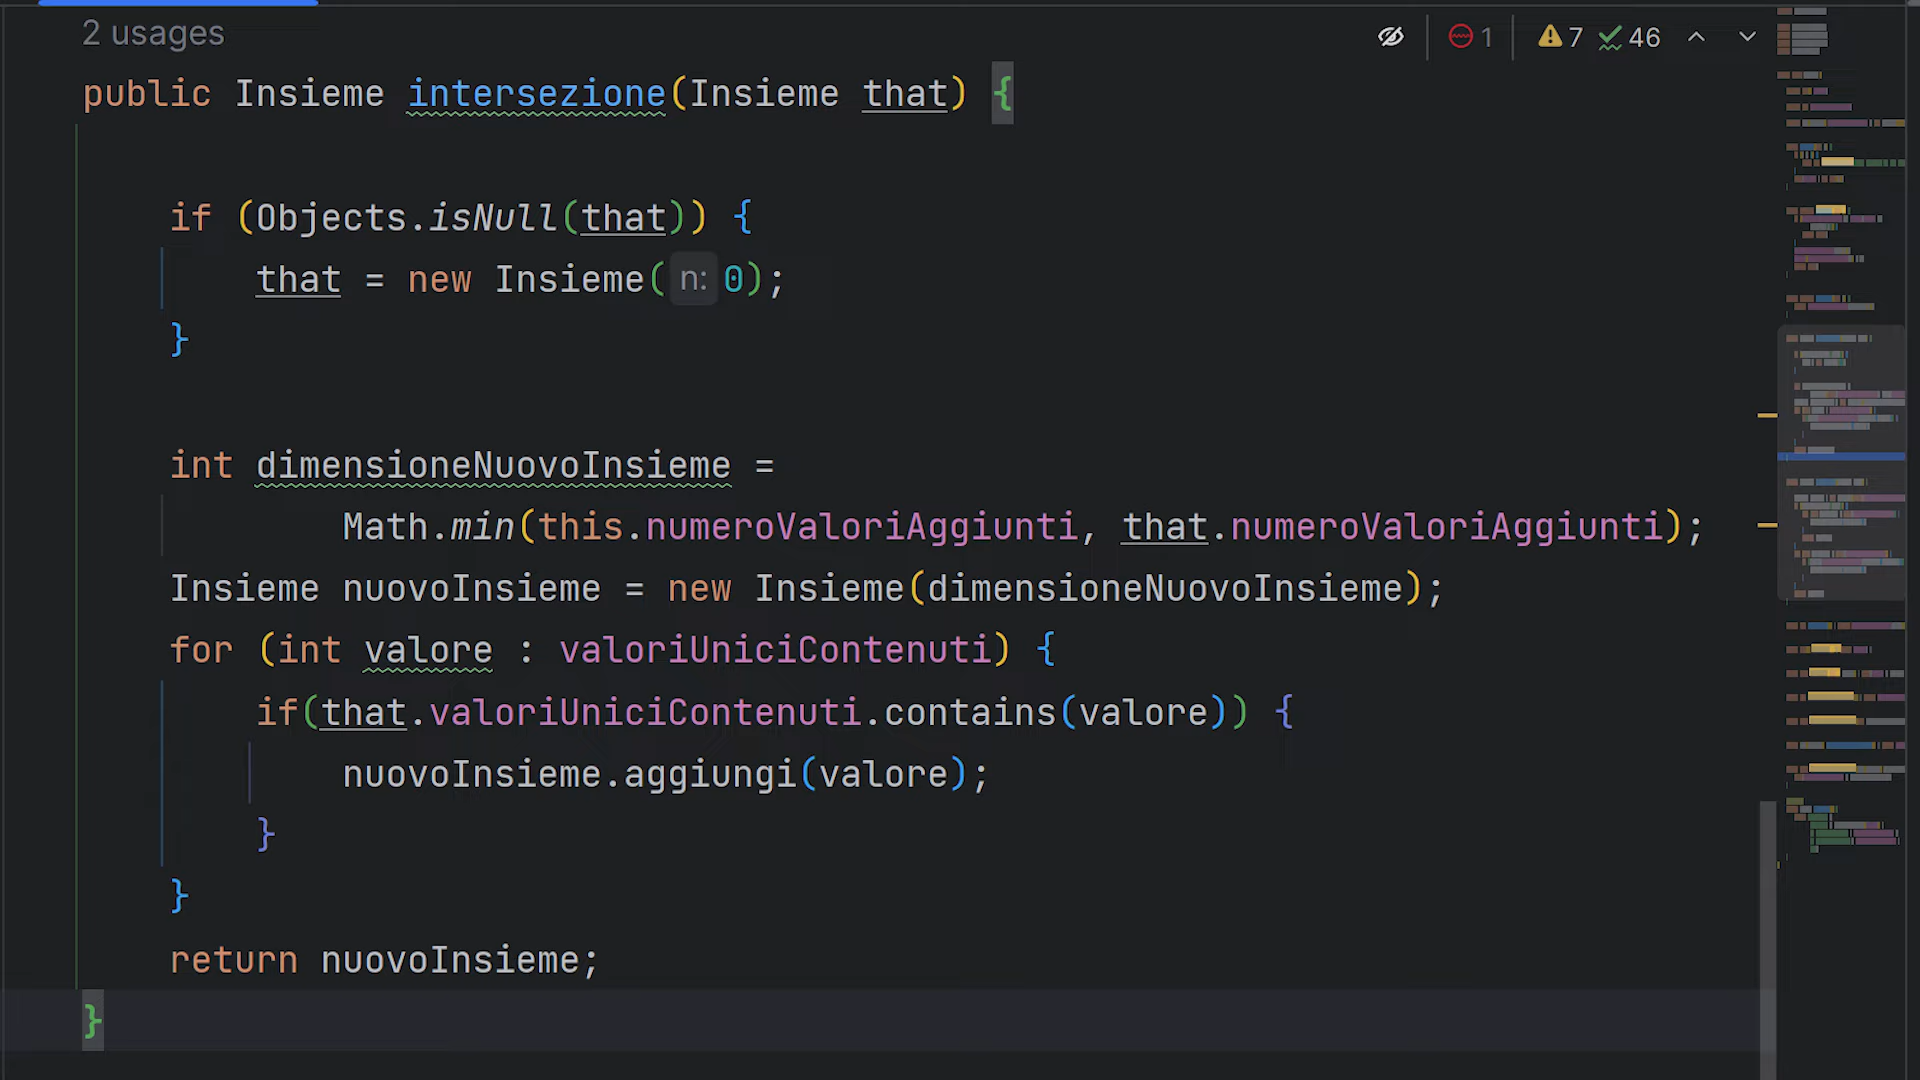 2 usages
1 7 46
public Insieme intersezione(Insieme that) {
if (Objects.isNull(that)) {
that = new Insieme( n: 0);
}
int dimensioneNuovoInsieme =
Math.min(this.numeroValoriAggiunti, that.numeroValoriAggiunti);
Insieme nuovoInsieme = new Insieme(dimensioneNuovoInsieme);
for (int valore : valoriUniciContenuti) {
if(that.valoriUniciContenuti.contains(valore)) {
nuovoInsieme.aggiungi(valore);
}
}
return nuovoInsieme;
}